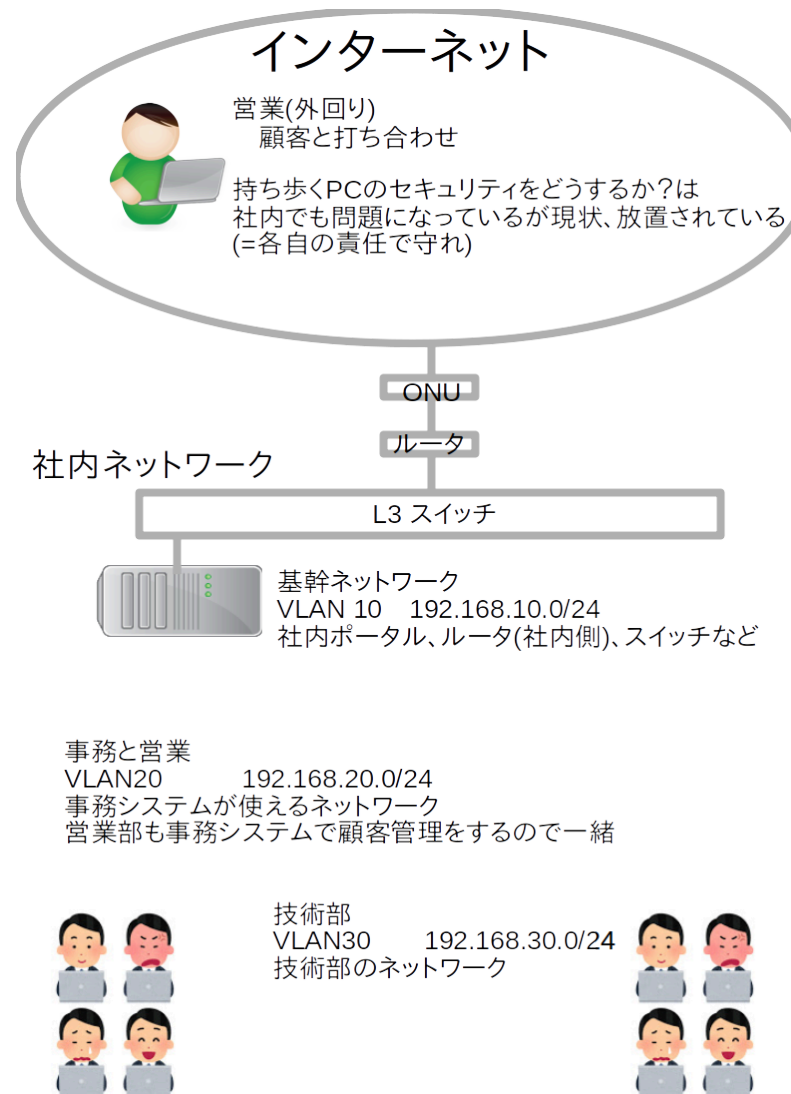 インターネット
営業(外回り)
顧客と打ち合わせ
持ち歩くPCのセキュリティをどうするか?は
社内でも問題になっているが現状、放置されている
(=各自の責任で守れ)
ONU
ルータ
社内ネットワーク
L3 スイッチ
基幹ネットワーク
VLAN 10 192.168.10.0/24
社内ポータル、ルータ(社内側)、スイッチなど
事務と営業
VLAN20 192.168.20.0/24
事務システムが使えるネットワーク
営業部も事務システムで顧客管理をするので一緒
技術部
VLAN30 192.168.30.0/24
技術部のネットワーク